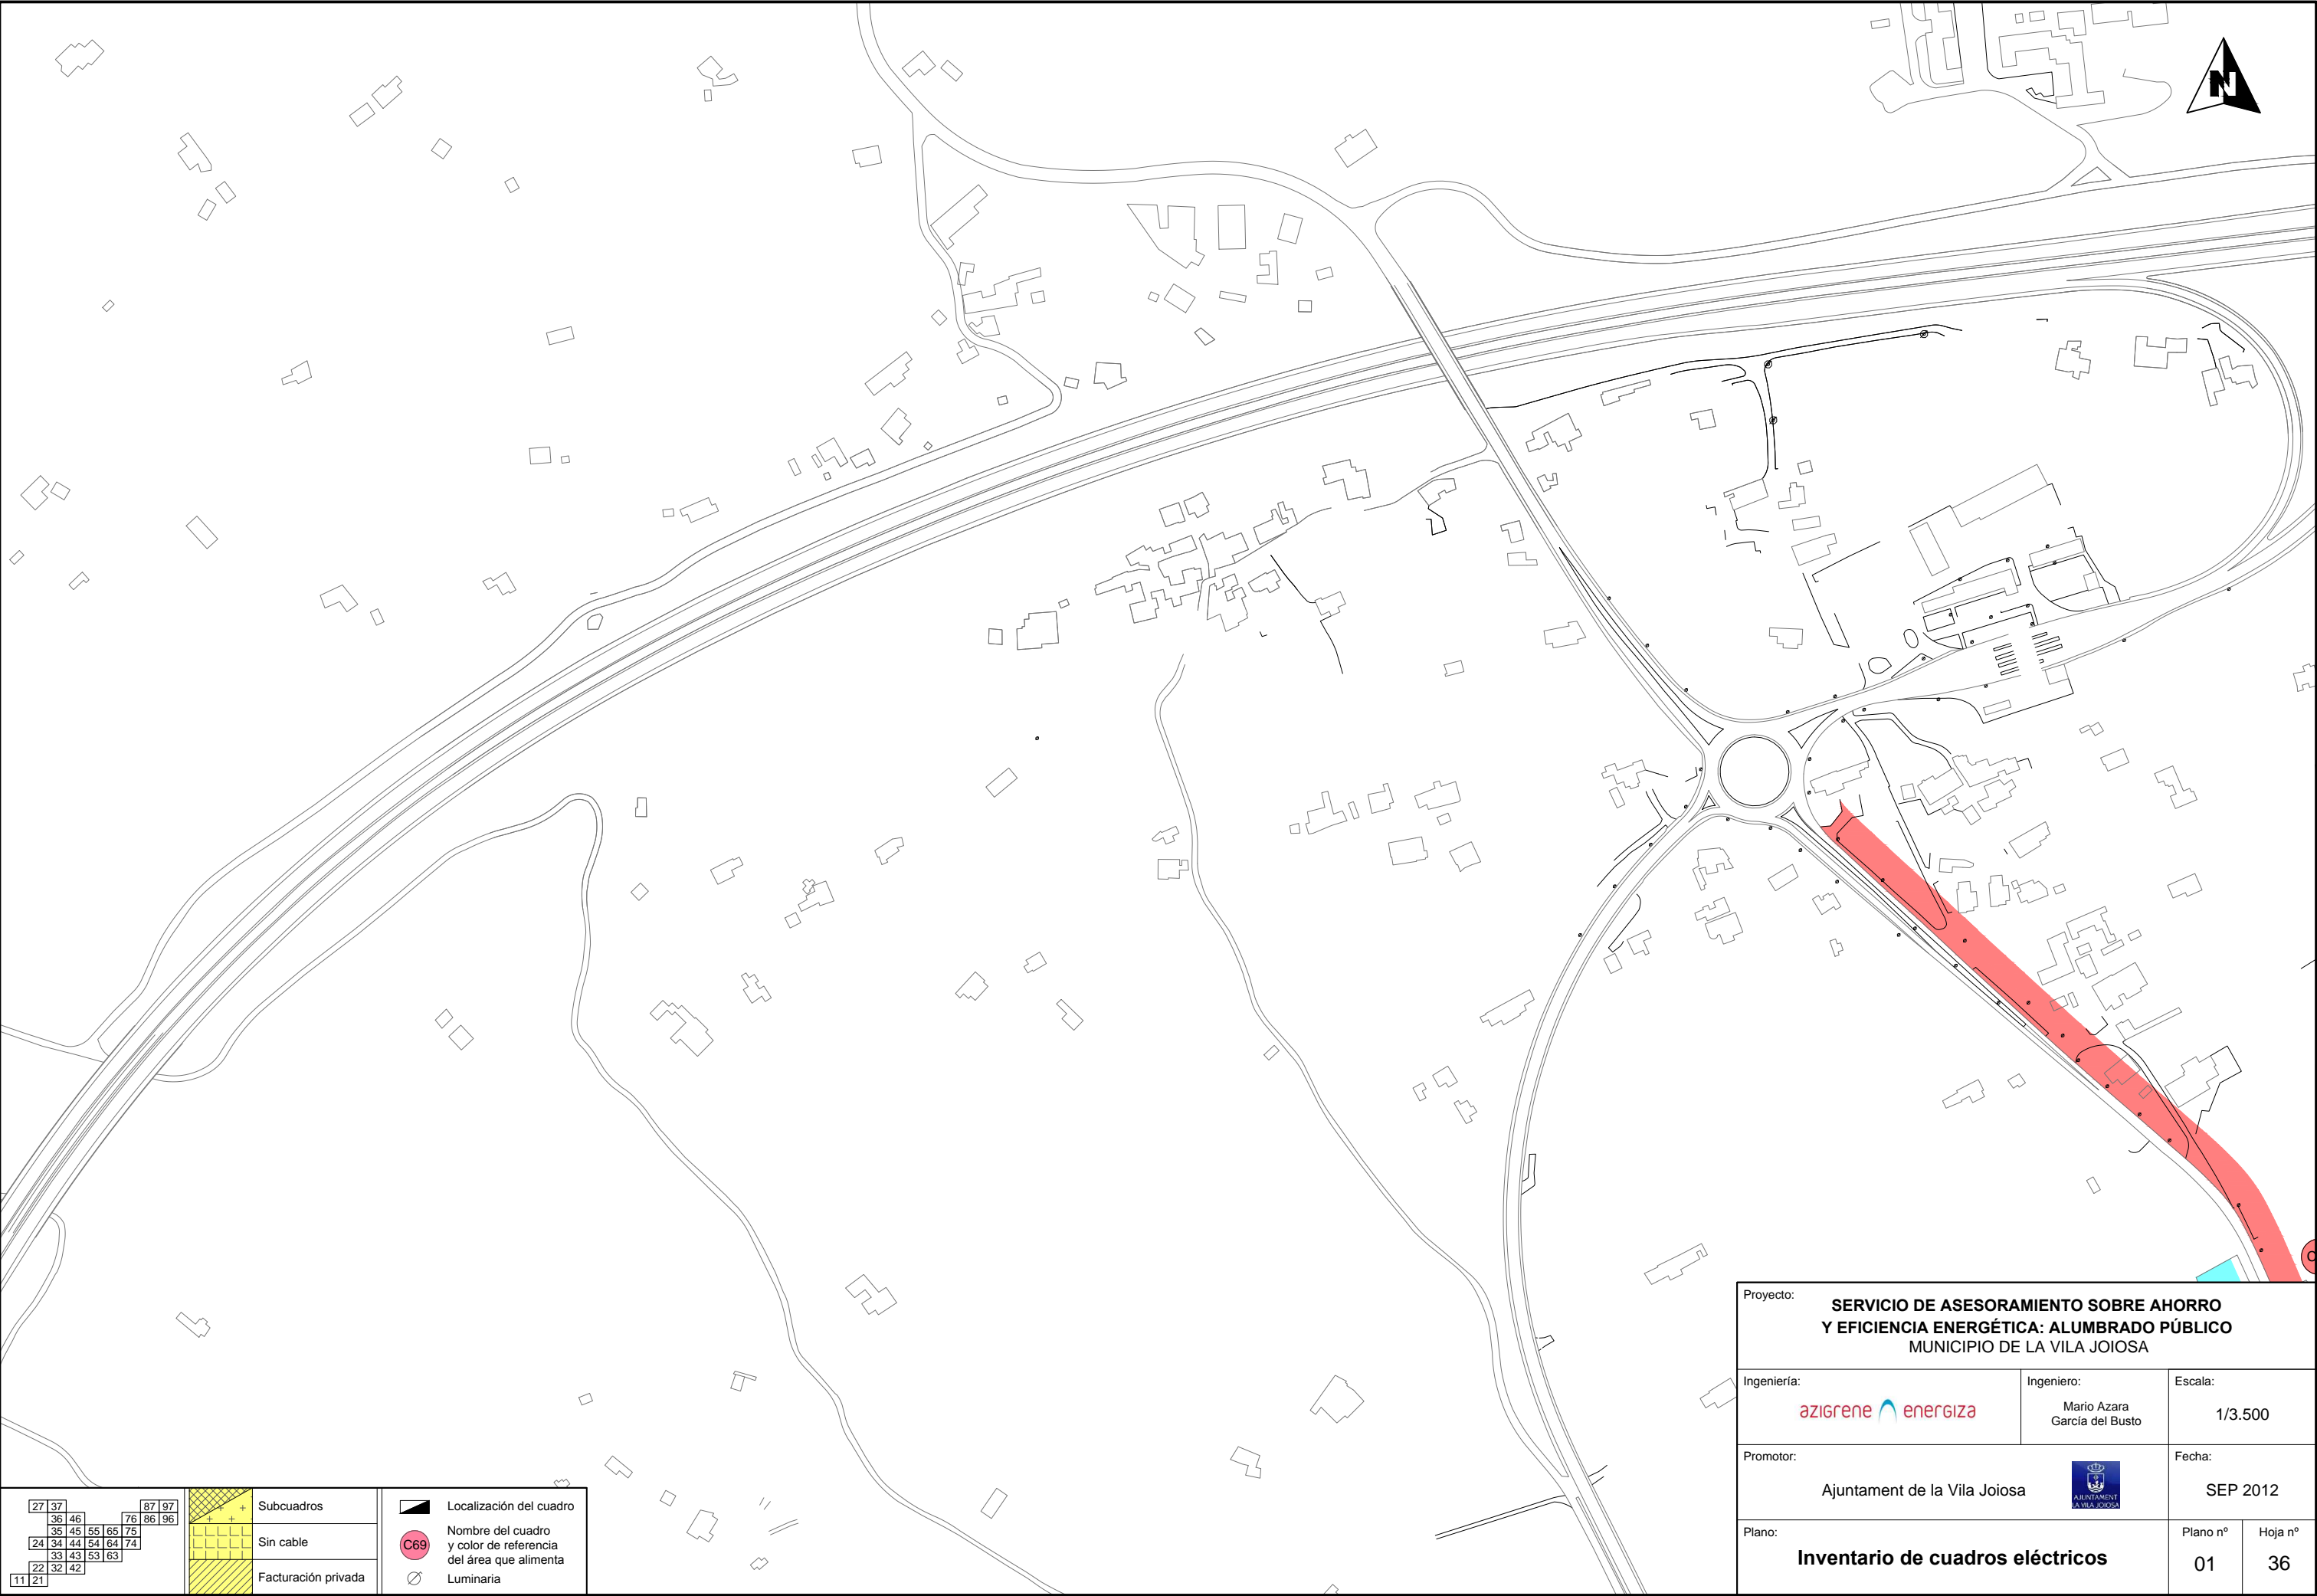 N
C
Proyecto:
SERVICIO DE ASESORAMIENTO SOBRE AHORRO
Y EFICIENCIA ENERGÉTICA: ALUMBRADO PÚBLICO
MUNICIPIO DE LA VILA JOIOSA
Ingeniería:
azigrene energiza
Ingeniero:
Mario Azara
García del Busto
Escala:
1/3.500
Promotor:
Ajuntament de la Vila Joiosa
AJUNTAMENT
LA VILA JOIOSA
Fecha:
SEP 2012
Plano:
Inventario de cuadros eléctricos
Plano nº
01
Hoja nº
36
27 37 87 97
36 46 76 86 96
35 45 55 65 75
24 34 44 54 64 74
33 43 53 63
22 32 42
11 21
Subcuadros
Sin cable
Facturación privada
Localización del cuadro
C69
Nombre del cuadro
y color de referencia
del área que alimenta
Luminaria